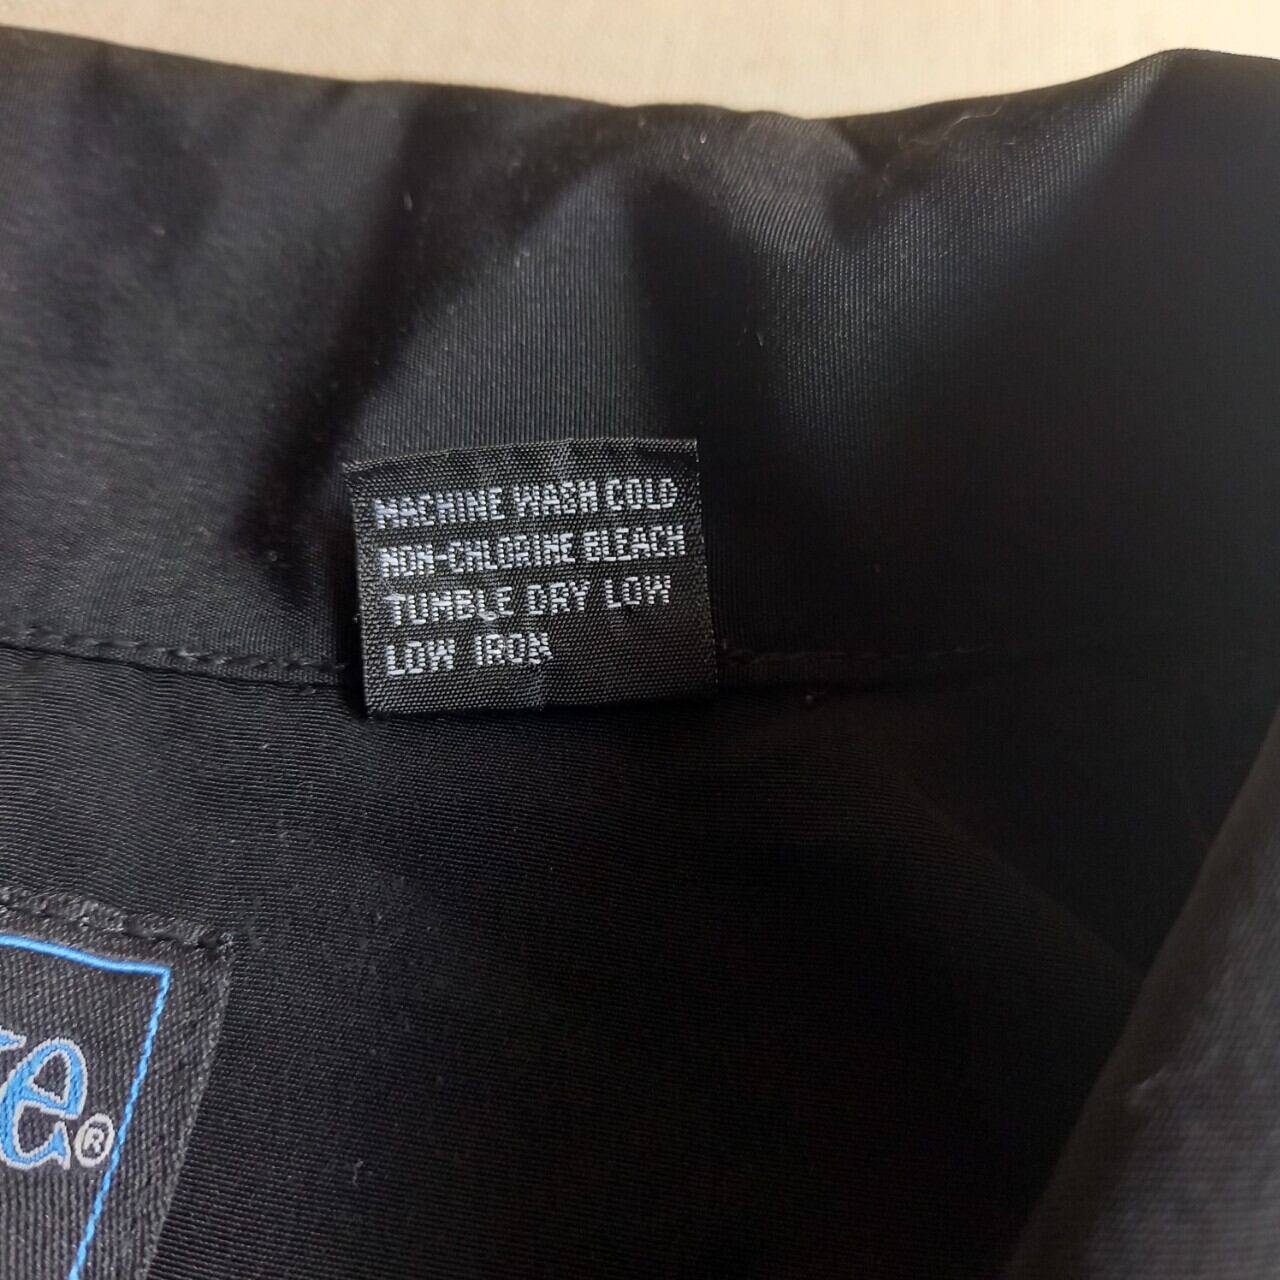 MACHINE WASH COLD
NON-CHLORINE BLEACH
TUMBLE DRY LOW
LOW IRON
e®